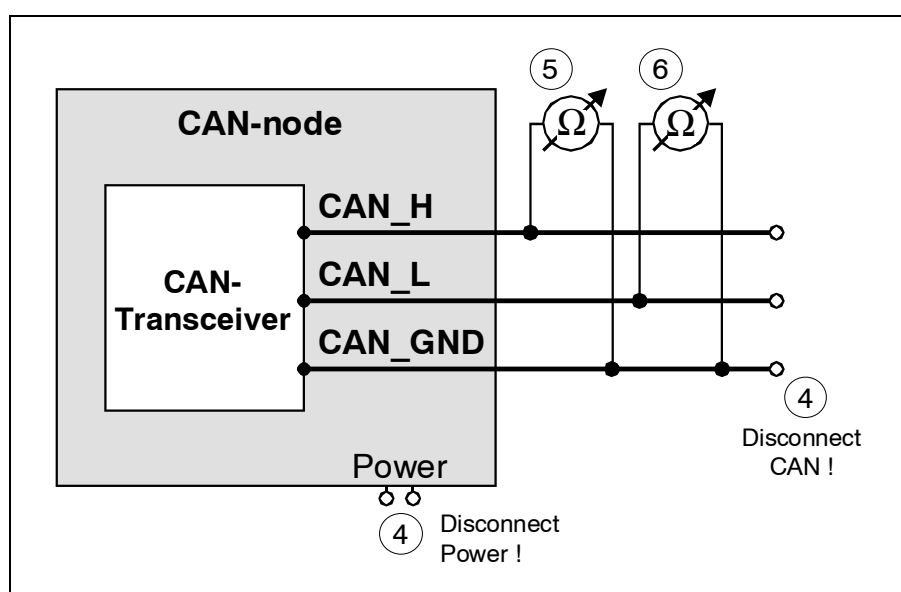 5
6
Ω
Ω
CAN-node
CAN_H
CAN-
Transceiver
CAN_L
CAN_GND
4
Disconnect
CAN !
Power
4
Disconnect
Power !